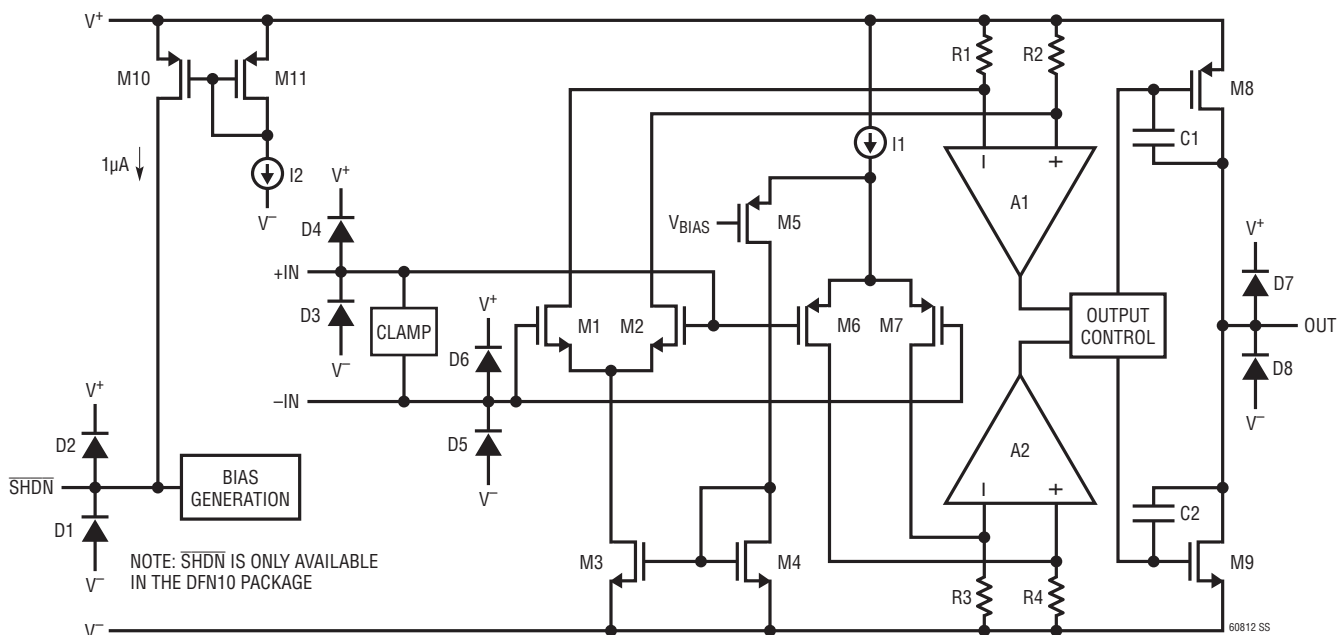 V+
M10
M11
1µA
I2
V–
V+
D4
+IN
D3
V–
CLAMP
V+
D6
–IN
D5
V–
V+
D2
SHDN
D1
V–
BIAS
GENERATION
NOTE: SHDN IS ONLY AVAILABLE
IN THE DFN10 PACKAGE
V–
M1
M2
M3
M4
VBIAS
M5
I1
M6
M7
R1
R2
–
+
A1
A2
–
+
R3
R4
OUTPUT
CONTROL
M8
C1
V+
D7
OUT
D8
V–
C2
M9
60812 SS